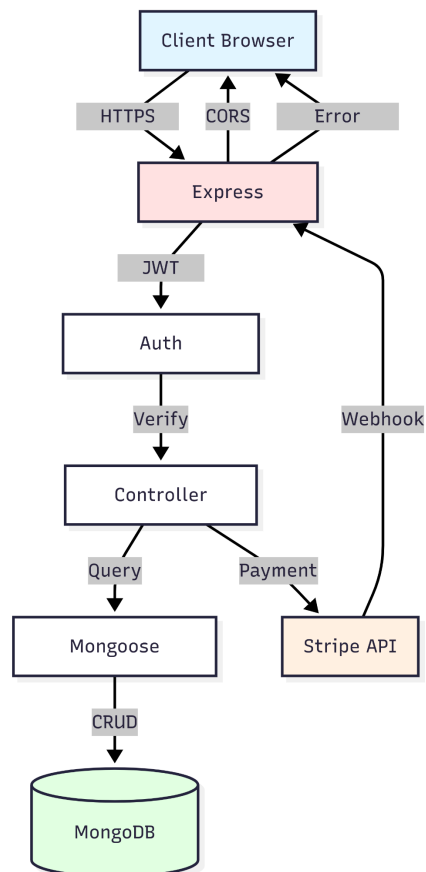 Client Browser
HTTPS
CORS
Error
Express
JWT
Auth
Verify
Webhook
Controller
Query
Payment
Mongoose
Stripe API
CRUD
MongoDB